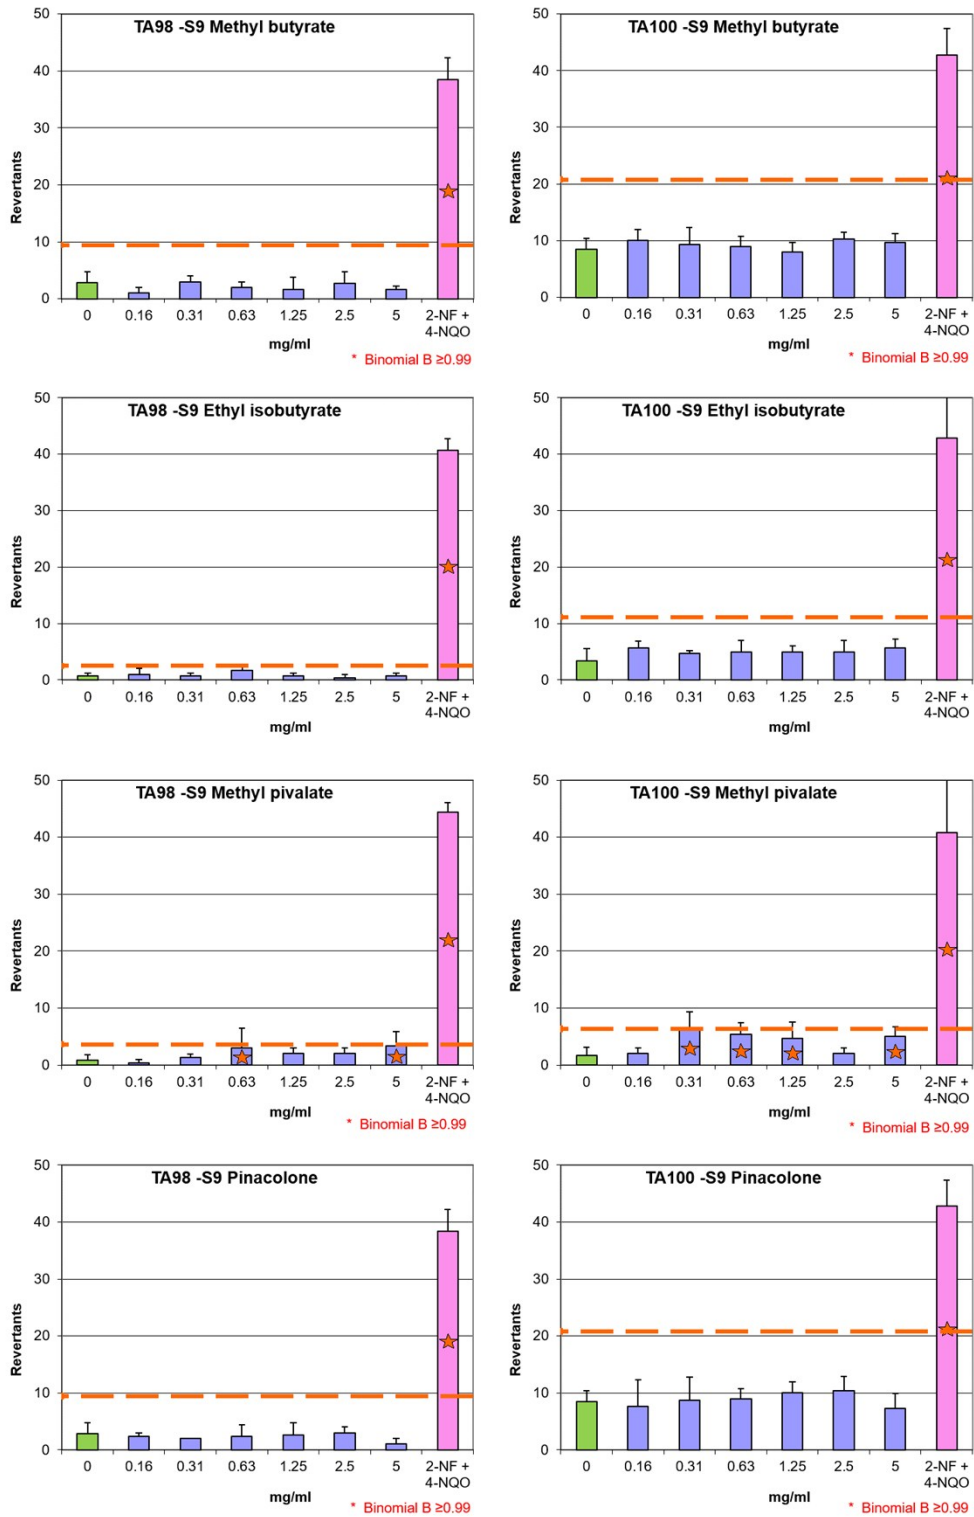 TA98 -S9 Methyl butyrate
Revertants
50
40
30
20
10
0
0 0.16 0.31 0.63 1.25 2.5 5 2-NF +
4-NQO
mg/ml
* Binomial B ≥0.99
TA100 -S9 Methyl butyrate
Revertants
50
40
30
20
10
0
0 0.16 0.31 0.63 1.25 2.5 5 2-NF +
4-NQO
mg/ml
* Binomial B ≥0.99
TA98 -S9 Ethyl isobutyrate
Revertants
50
40
30
20
10
0
0 0.16 0.31 0.63 1.25 2.5 5 2-NF +
4-NQO
mg/ml
TA100 -S9 Ethyl isobutyrate
Revertants
50
40
30
20
10
0
0 0.16 0.31 0.63 1.25 2.5 5 2-NF +
4-NQO
mg/ml
TA98 -S9 Methyl pivalate
Revertants
50
40
30
20
10
0
0 0.16 0.31 0.63 1.25 2.5 5 2-NF +
4-NQO
mg/ml
* Binomial B ≥0.99
TA100 -S9 Methyl pivalate
Revertants
50
40
30
20
10
0
0 0.16 0.31 0.63 1.25 2.5 5 2-NF +
4-NQO
mg/ml
* Binomial B ≥0.99
TA98 -S9 Pinacolone
Revertants
50
40
30
20
10
0
0 0.16 0.31 0.63 1.25 2.5 5 2-NF +
4-NQO
mg/ml
* Binomial B ≥0.99
TA100 -S9 Pinacolone
Revertants
50
40
30
20
10
0
0 0.16 0.31 0.63 1.25 2.5 5 2-NF +
4-NQO
mg/ml
* Binomial B ≥0.99